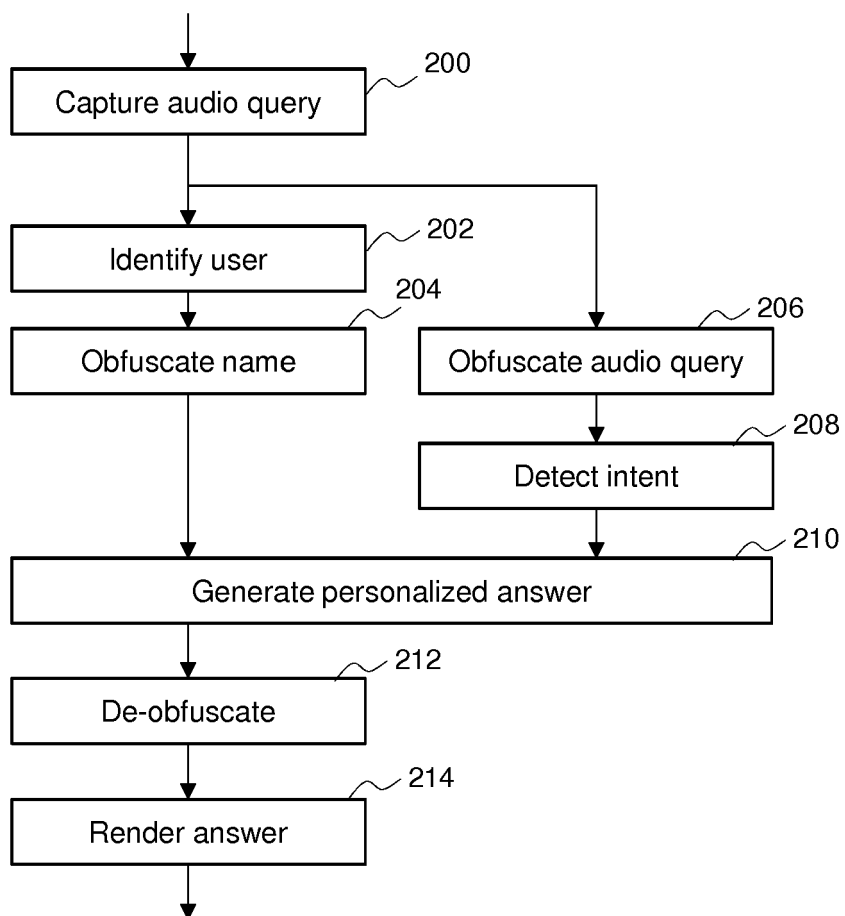 200
Capture audio query
202
Identify user
204
Obfuscate name
206
Obfuscate audio query
208
Detect intent
210
Generate personalized answer
212
De-obfuscate
214
Render answer